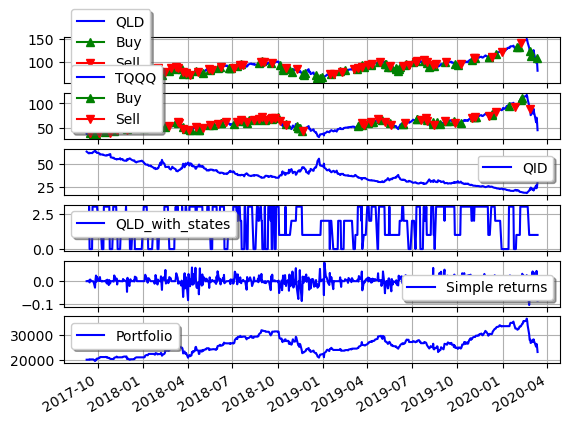 QLD
Buy
Sell
150
100
TQQQ
Buy
Sell
100
50
QID
50
25
QLD_with_states
2.5
0.0
Simple returns
0.0
−0.1
Portfolio
30000
20000
2017-10
2018-01
2018-04
2018-07
2018-10
2019-01
2019-04
2019-07
2019-10
2020-01
2020-04